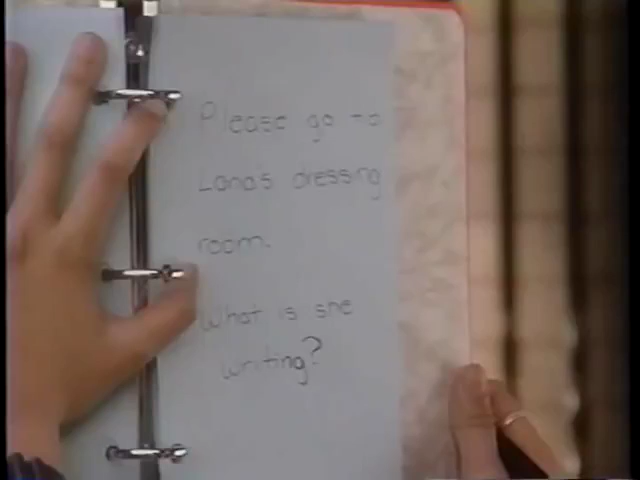 Please go to
Lana's dressing
room.
What is she
writing?